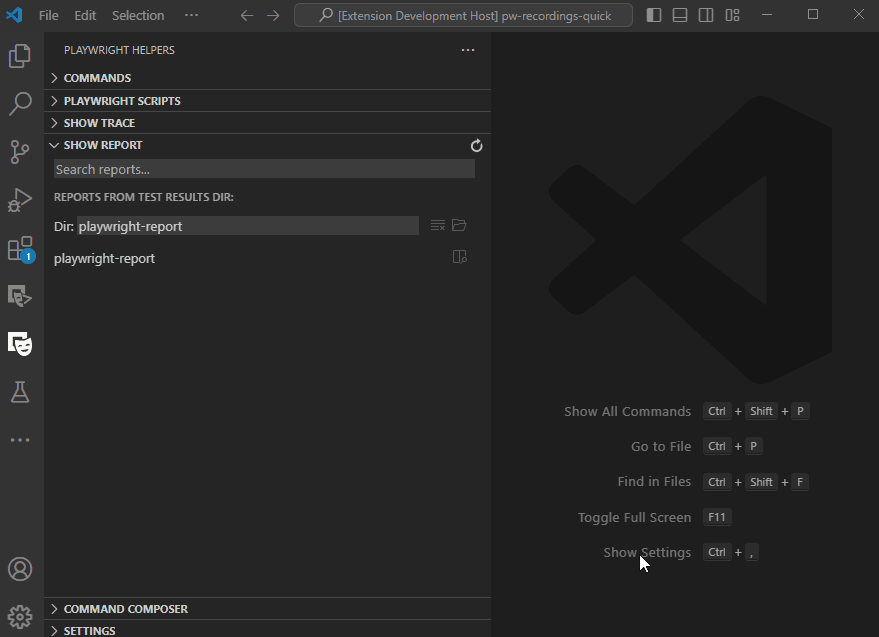 File Edit Selection ··· [Extension Development Host] pw-recordings-quick
PLAYWRIGHT HELPERS ···
COMMANDS
PLAYWRIGHT SCRIPTS
SHOW TRACE
SHOW REPORT
Search reports...
REPORTS FROM TEST RESULTS DIR:
Dir: playwright-report
playwright-report
1
Show All Commands Ctrl + Shift + P
Go to File Ctrl + P
Find in Files Ctrl + Shift + F
Toggle Full Screen F11
Show Settings Ctrl + ,
COMMAND COMPOSER
SETTINGS